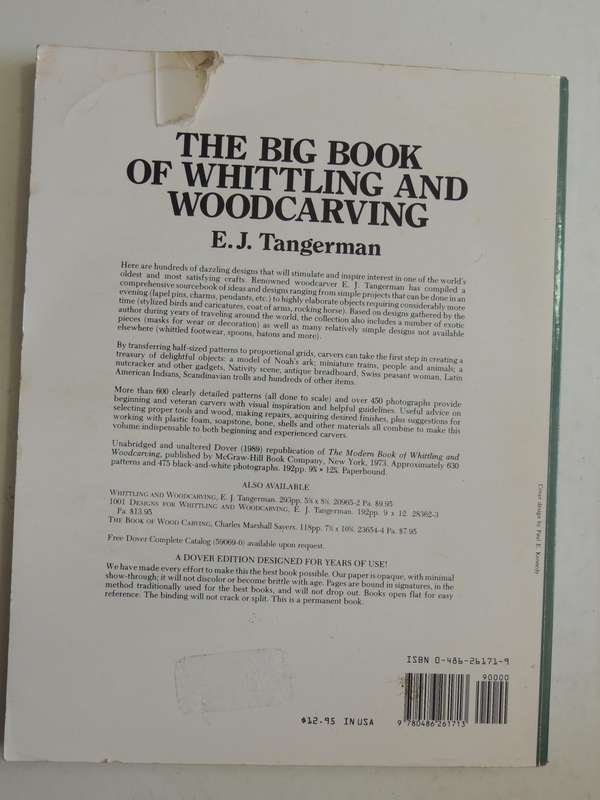 THE BIG BOOK
OF WHITTLING AND
WOODCARVING
E. J. Tangerman
Here are hundreds of dazzling designs that will stimulate and inspire interest in one of the world's
oldest and most satisfying crafts. Renowned woodcarver E. J. Tangerman has compiled a
comprehensive sourcebook of ideas and designs ranging from simple projects that can be done in an
evening (lapel pins, charms, pendants, etc.) to highly elaborate objects requiring considerably more
time (stylized birds and caricatures, coat of arms, rocking horse). Based on designs gathered by the
author during years of traveling around the world, the collection also includes a number of exotic
pieces (masks for wear or decoration) as well as many relatively simple designs not available
elsewhere (whittled footwear, spoons, batons and more).
By transferring half-sized patterns to proportional grids, carvers can take the first step in creating a
treasury of delightful objects: a model of Noah's ark; miniature trains, people and animals; a
nutcracker and other gadgets, Nativity scene, antique breadboard, Swiss peasant woman, Latin
American Indians, Scandinavian trolls and hundreds of other items.
More than 600 clearly detailed patterns (all done to scale) and over 450 photographs provide
beginning and veteran carvers with visual inspiration and helpful guidelines. Useful advice on
selecting proper tools and wood, making repairs, acquiring desired finishes, plus suggestions for
working with plastic foam, soapstone, bone, shells and other materials all combine to make this
volume indispensable to both beginning and experienced carvers.
Unabridged and unaltered Dover (1989) republication of The Modern Book of Whittling and
Woodcarving, published by McGraw-Hill Book Company, New York, 1973. Approximately 630
patterns and 475 black-and-white photographs. 192pp. 9⅜ × 12¼. Paperbound.
ALSO AVAILABLE
WHITTLING AND WOODCARVING, E. J. Tangerman. 293pp. 5⅜ x 8½. 20965-2 Pa. $9.95
1001 DESIGNS FOR WHITTLING AND WOODCARVING, E. J. Tangerman. 192pp. 9 x 12 28362-3
Pa. $13.95
THE BOOK OF WOOD CARVING, Charles Marshall Sayers. 118pp. 7¾ x 10⅝. 23654-4 Pa. $7.95
Free Dover Complete Catalog (59069-0) available upon request.
A DOVER EDITION DESIGNED FOR YEARS OF USE!
We have made every effort to make this the best book possible. Our paper is opaque, with minimal
show-through; it will not discolor or become brittle with age. Pages are bound in signatures, in the
method traditionally used for the best books, and will not drop out. Books open flat for easy
reference. The binding will not crack or split. This is a permanent book.
Cover design by Paul E. Kennedy
ISBN 0-486-26171-9
90000
$12.95 IN USA
9 780486 261713